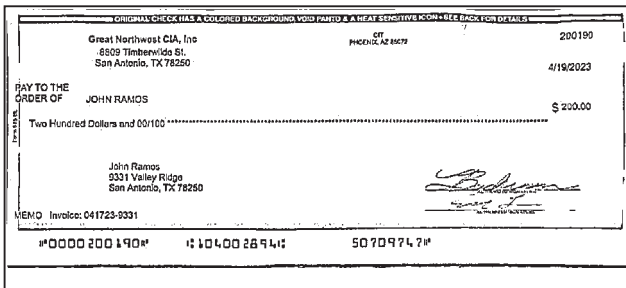 ORIGINAL CHECK HAS A COLORED BACKGROUND, VOID PANTO & A HEAT SENSITIVE ICON - SEE BACK FOR DETAILS
Great Northwest CIA, Inc
8809 Timberwilde St.
San Antonio, TX 78250
CIT
PHOENIX, AZ 85072
200190
4/19/2023
PAY TO THE
ORDER OF
JOHN RAMOS
$ 200.00
Two Hundred Dollars and 00/100
John Ramos
9331 Valley Ridge
San Antonio, TX 78250
MEMO Invoice: 041723-9331
⑈0000200190⑈ ⑆104002894⑆ 50709747⑈